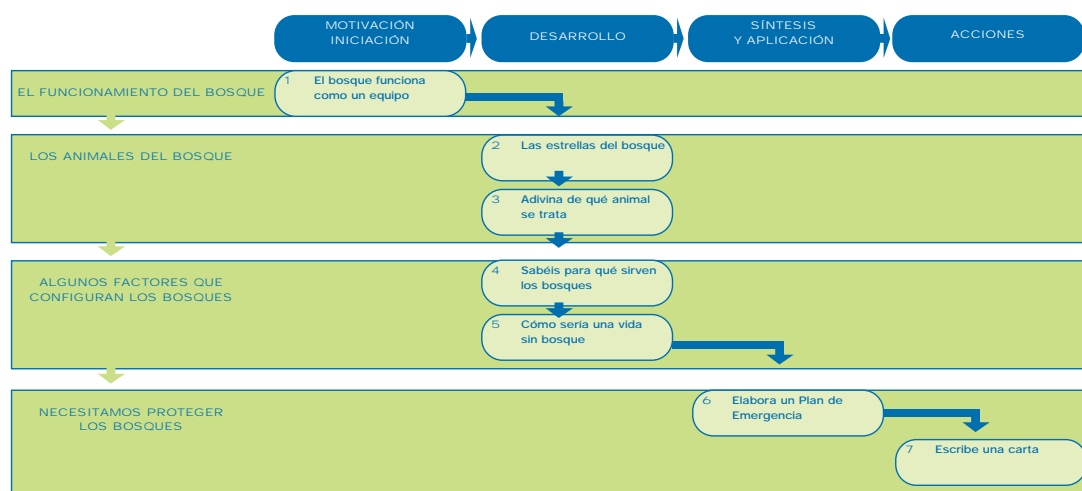 MOTIVACIÓN
INICIACIÓN
DESARROLLO
SÍNTESIS
Y APLICACIÓN
ACCIONES
EL FUNCIONAMIENTO DEL BOSQUE
1 El bosque funciona
como un equipo
LOS ANIMALES DEL BOSQUE
2 Las estrellas del bosque
3 Adivina de qué animal
se trata
ALGUNOS FACTORES QUE
CONFIGURAN LOS BOSQUES
4 Sabéis para qué sirven
los bosques
5 Cómo sería una vida
sin bosque
NECESITAMOS PROTEGER
LOS BOSQUES
6 Elabora un Plan de
Emergencia
7 Escribe una carta